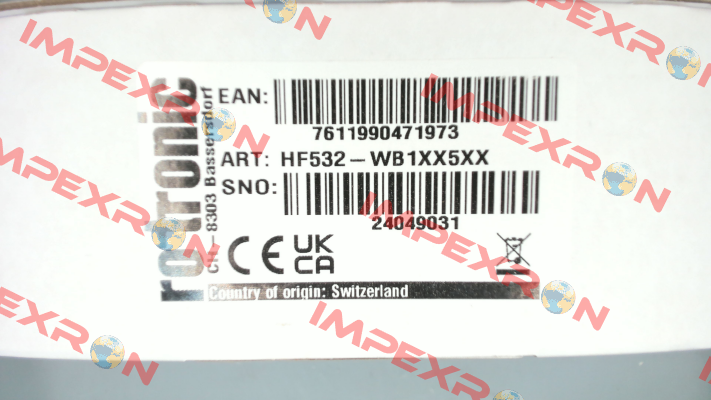 rotronic
CH-8303 Bassersdorf
EAN:
7611990471973
ART: HF532-WB1XX5XX
SNO:
24049031
CE UK
CA
Country of origin: Switzerland
IMPEXRON
IMPEXRON
IMPEXRON
IMPEXRON
IMPEXRON
IMPEXRON